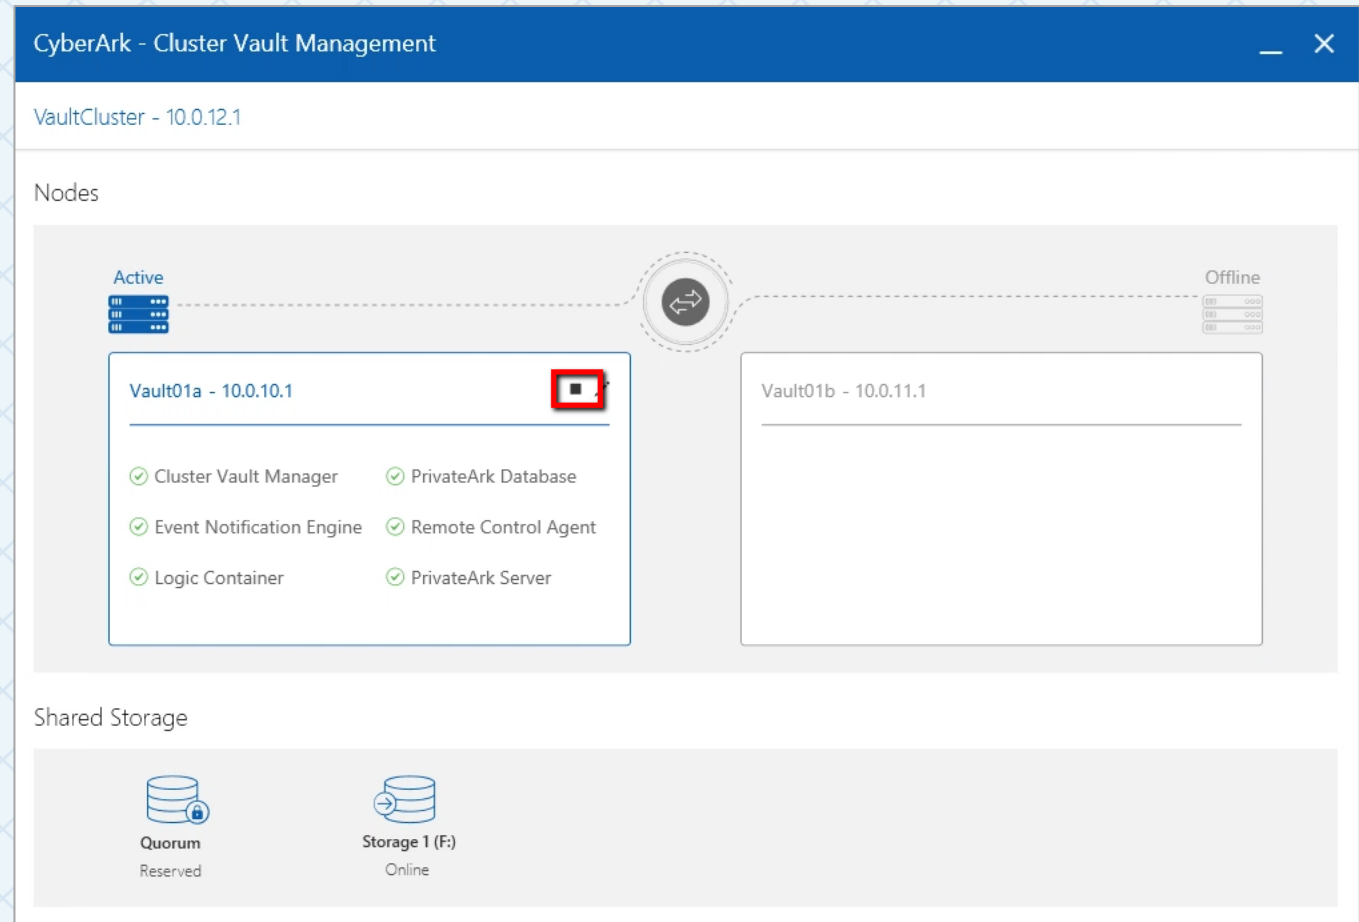 CyberArk - Cluster Vault Management
VaultCluster - 10.0.12.1
Nodes
Active
Offline
Vault01a - 10.0.10.1
Vault01b - 10.0.11.1
Cluster Vault Manager
PrivateArk Database
Event Notification Engine
Remote Control Agent
Logic Container
PrivateArk Server
Shared Storage
Quorum
Storage 1 (F:)
Reserved
Online